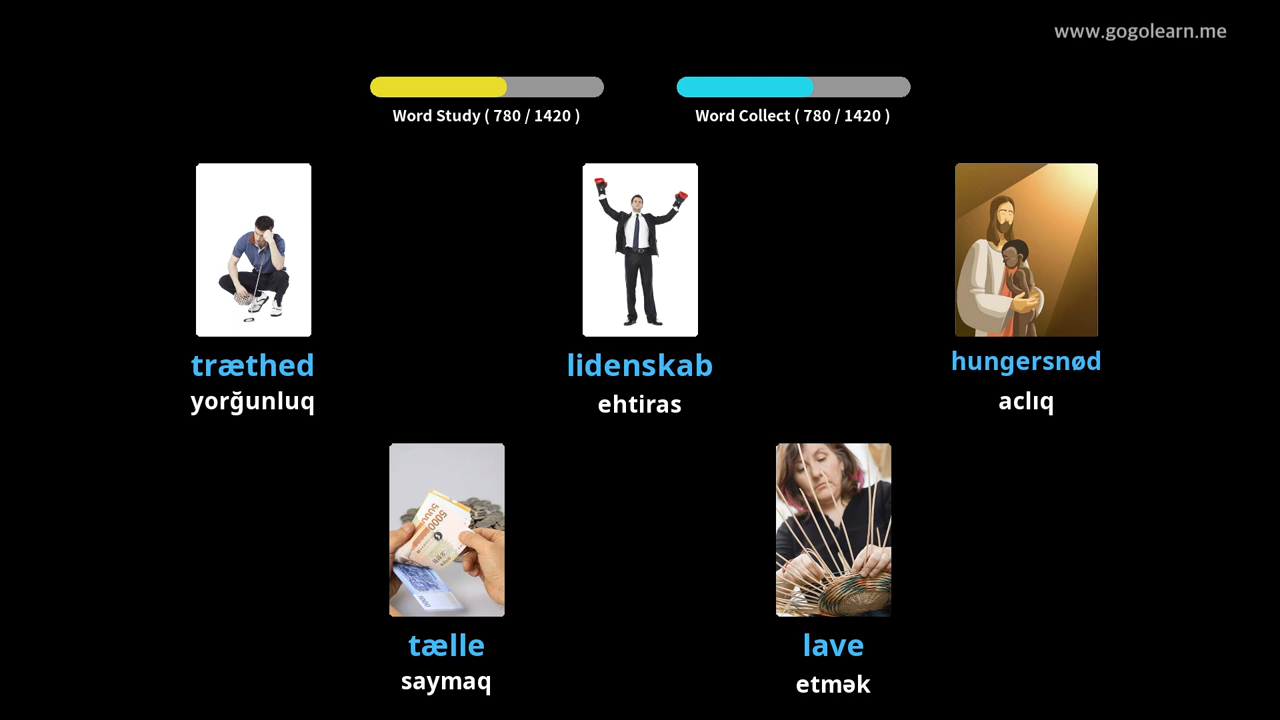 www.gogolearn.me
Word Study ( 780 / 1420 )
Word Collect ( 780 / 1420 )
træthed
yorğunluq
lidenskab
ehtiras
hungersnød
aclıq
5000
tælle
saymaq
lave
etmək